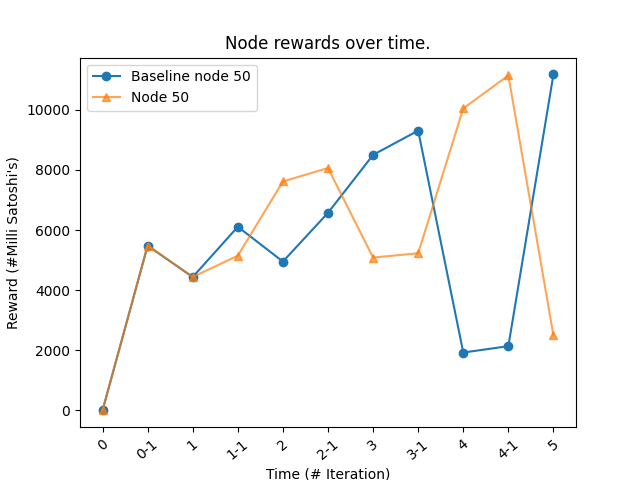 Node rewards over time.
Baseline node 50
Node 50
Reward (#Milli Satoshi's)
10000
8000
6000
4000
2000
0
0 0-1 1 1-1 2 2-1 3 3-1 4 4-1 5
Time (# Iteration)